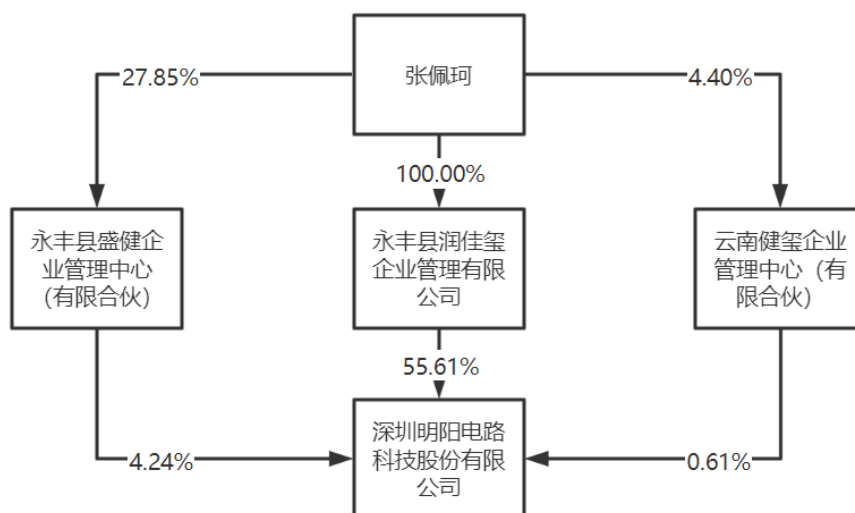 张佩珂
27.85%
4.40%
100.00%
永丰县盛健企
业管理中心
(有限合伙)
永丰县润佳玺
企业管理有限
公司
云南健玺企业
管理中心（有
限合伙）
55.61%
深圳明阳电路
科技股份有限
公司
4.24%
0.61%